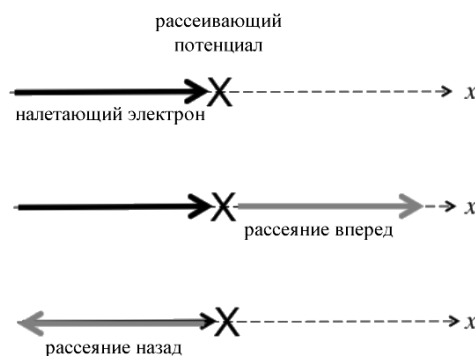 рассеивающий
потенциал
x
налетающий электрон
x
рассеяние вперед
x
рассеяние назад